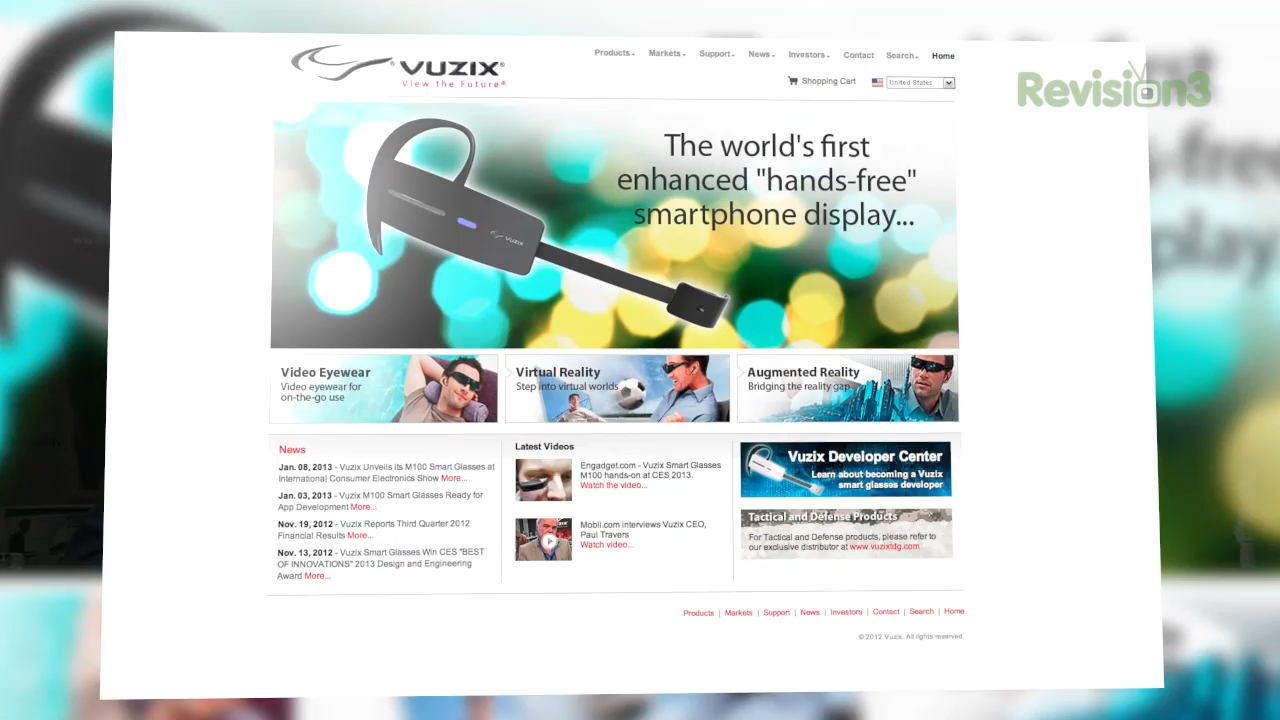 VUZIX®
View the Future®
Products
Markets
Support
News
Investors
Contact
Search
Home
Shopping Cart
United States
Revision3
The world's first
enhanced "hands-free"
smartphone display...
VUZIX
Video Eyewear
Video eyewear for
on-the-go use
Virtual Reality
Step into virtual worlds
Augmented Reality
Bridging the reality gap
News
Jan. 08, 2013 - Vuzix Unveils its M100 Smart Glasses at
International Consumer Electronics Show More...
Jan. 03, 2013 - Vuzix M100 Smart Glasses Ready for
App Development More...
Nov. 19, 2012 - Vuzix Reports Third Quarter 2012
Financial Results More...
Nov. 13, 2012 - Vuzix Smart Glasses Win CES "BEST
OF INNOVATIONS" 2013 Design and Engineering
Award More...
Latest Videos
Engadget.com - Vuzix Smart Glasses
M100 hands-on at CES 2013.
Watch the video...
Mobli.com interviews Vuzix CEO,
Paul Travers
Watch video...
Vuzix Developer Center
Learn about becoming a Vuzix
smart glasses developer
Tactical and Defense Products
For Tactical and Defense products, please refer to
our exclusive distributor at www.vuzixtdg.com
Products | Markets | Support | News | Investors | Contact | Search | Home
© 2012 Vuzix. All rights reserved.